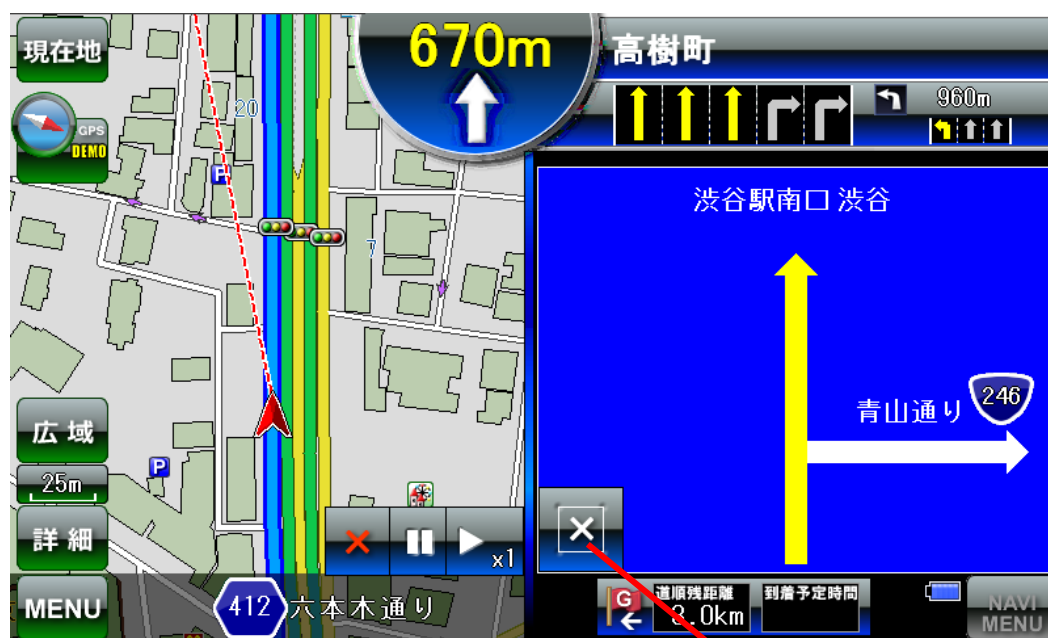 現在地
GPS
DEMO
20
P
7
670m
高樹町
960m
渋谷駅南口 渋谷
青山通り
246
広域
25m
P
詳細
x1
MENU
412
六本木通り
G
道順残距離
3.0km
到着予定時間
NAVI
MENU